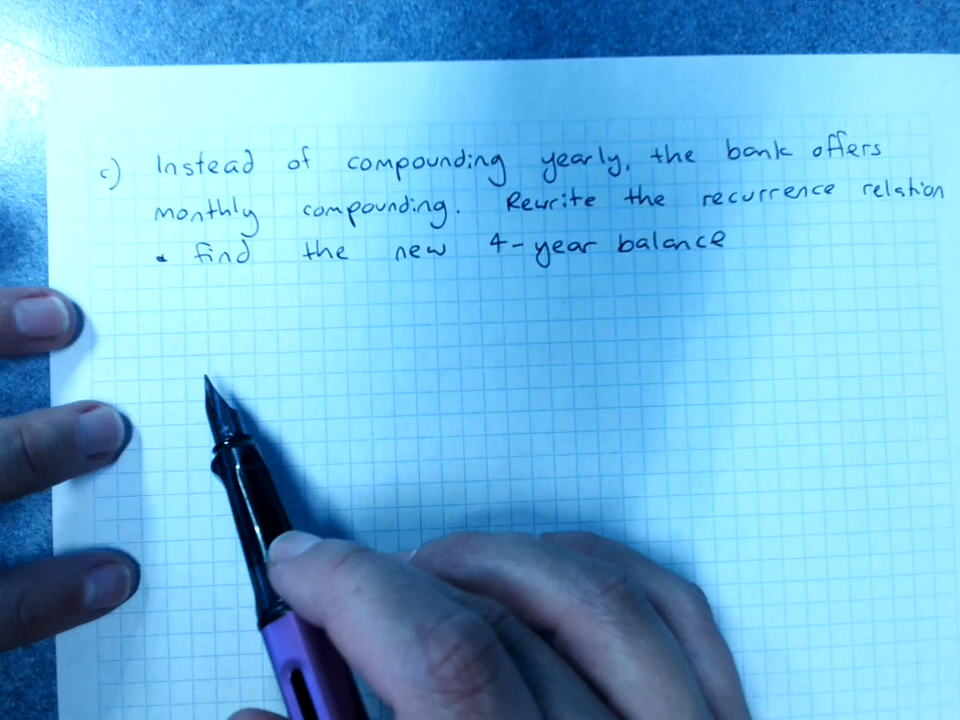 c) Instead of compounding yearly, the bank offers
monthly compounding. Rewrite the recurrence relation
• find the new 4-year balance